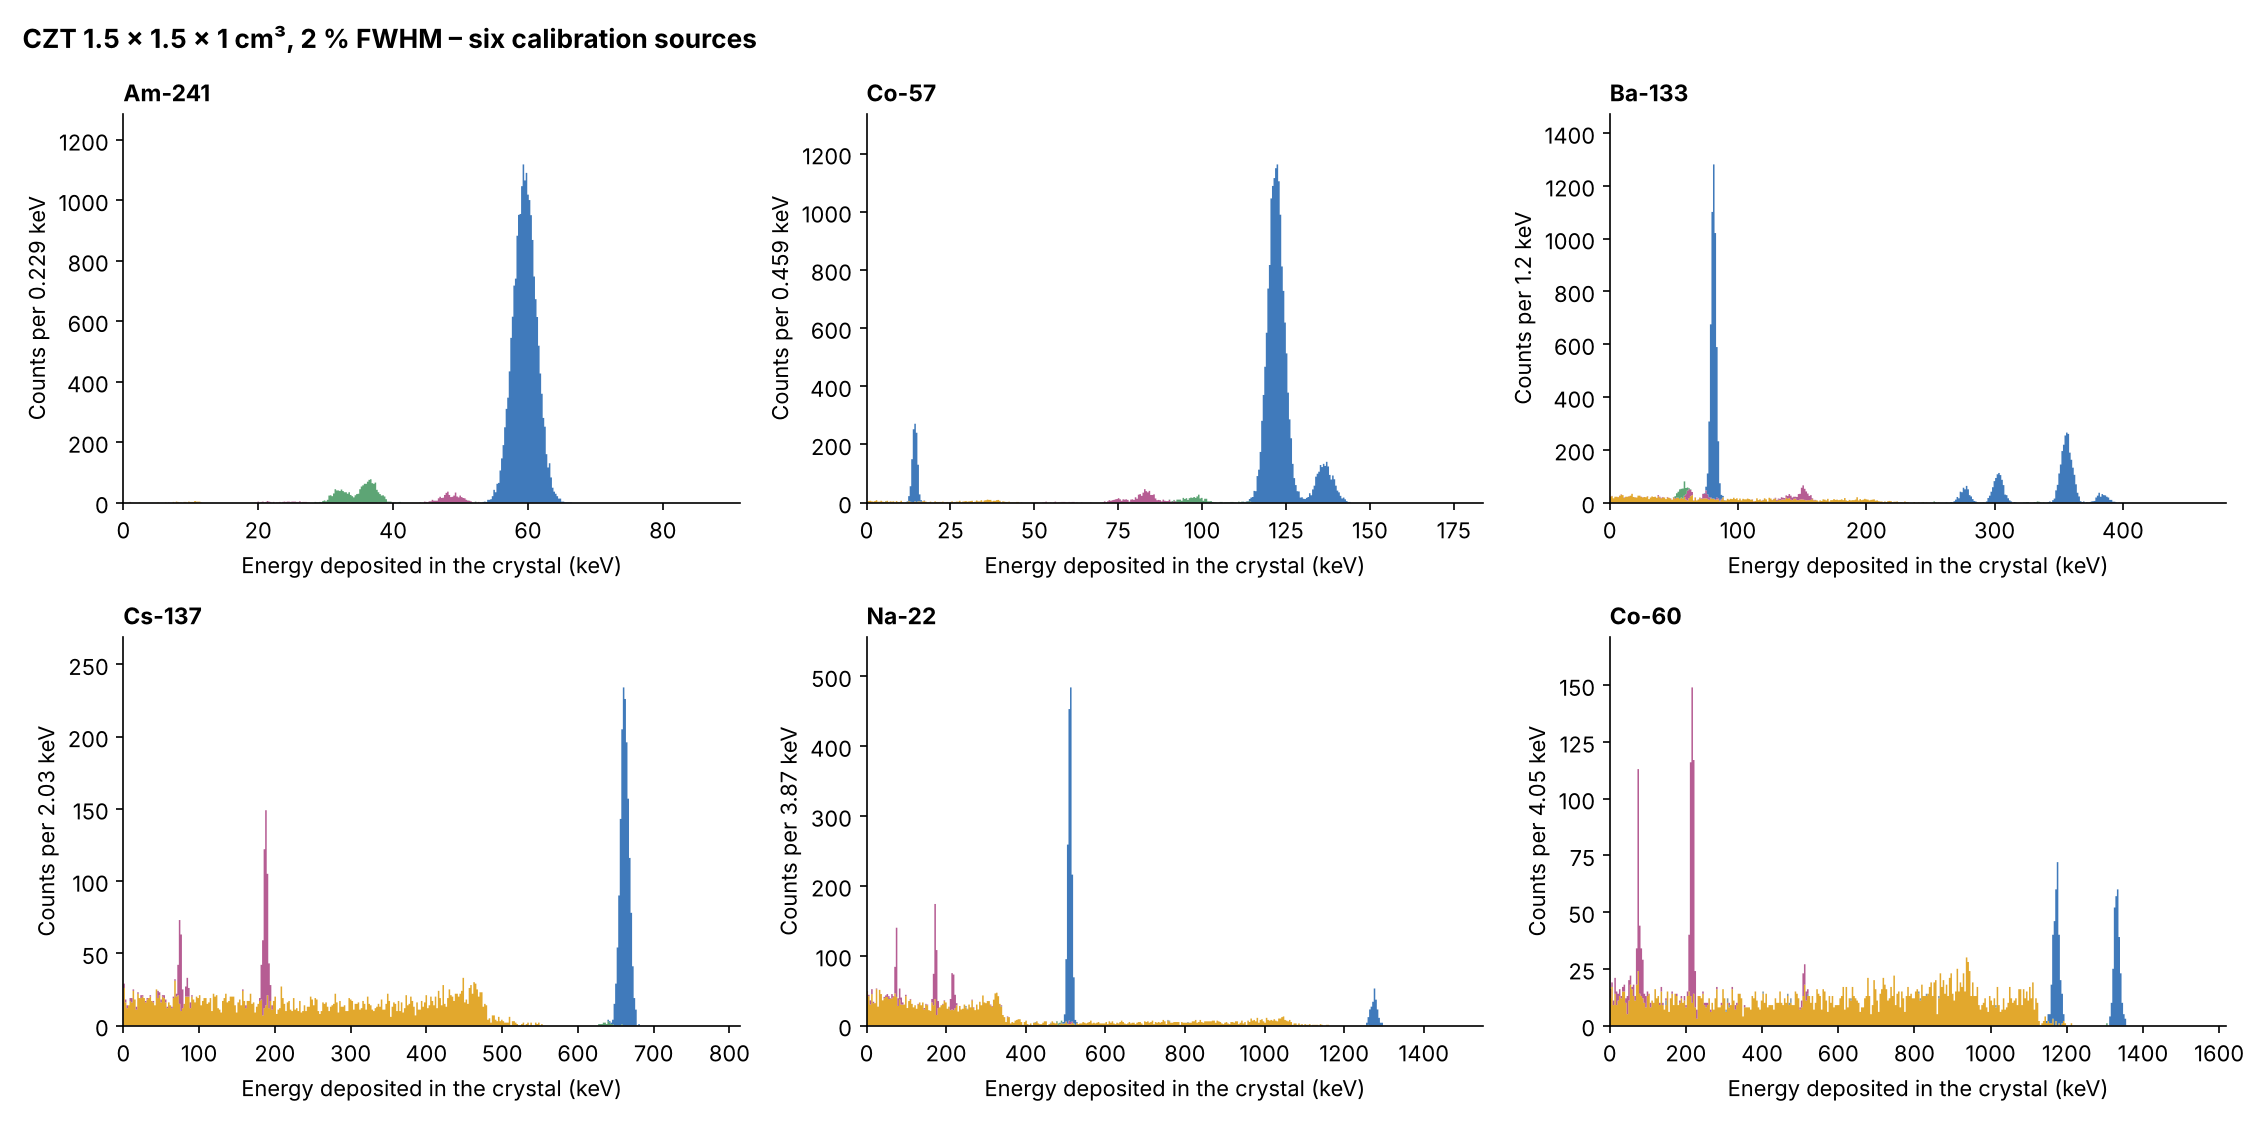 CZT 1.5 × 1.5 × 1 cm³, 2 % FWHM – six calibration sources
Am-241
Counts per 0.229 keV
1200
1000
800
600
400
200
0
0 20 40 60 80
Energy deposited in the crystal (keV)
Co-57
Counts per 0.459 keV
1200
1000
800
600
400
200
0
0 25 50 75 100 125 150 175
Energy deposited in the crystal (keV)
Ba-133
Counts per 1.2 keV
1400
1200
1000
800
600
400
200
0
0 100 200 300 400
Energy deposited in the crystal (keV)
Cs-137
Counts per 2.03 keV
250
200
150
100
50
0
0 100 200 300 400 500 600 700 800
Energy deposited in the crystal (keV)
Na-22
Counts per 3.87 keV
500
400
300
200
100
0
0 200 400 600 800 1000 1200 1400
Energy deposited in the crystal (keV)
Co-60
Counts per 4.05 keV
150
125
100
75
50
25
0
0 200 400 600 800 1000 1200 1400 1600
Energy deposited in the crystal (keV)